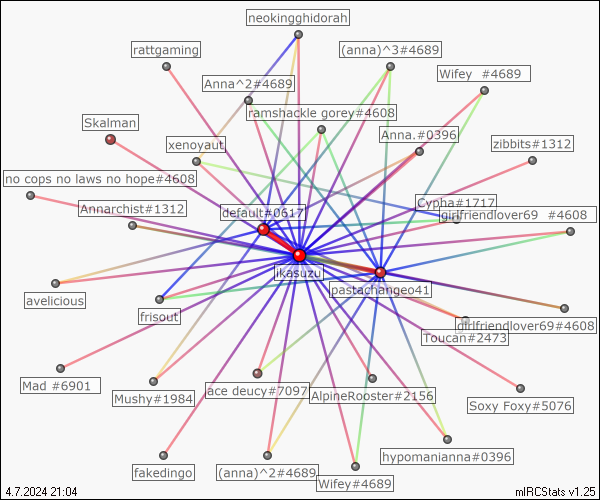 neokingghidorah
rattgaming
(anna)^3#4689
Wifey #4689
Anna^2#4689
ramshackle gorey#4608
Skalman
Anna.#0396
xenoyaut
zibbits#1312
no cops no laws no hope#4608
Cypha#1717
Annarchist#1312
default#0617
girlfriendlover69 #4608
ikasuzu
pastachange041
avelicious
frisout
girlfriendlover69#4608
Toucan#2473
Mad #6901
Mushy#1984
ace deucy#7097
AlpineRooster#2156
Soxy Foxy#5076
hypomanianna#0396
fakedingo
(anna)^2#4689
Wifey#4689
4.7.2024 21:04
mIRCStats v1.25